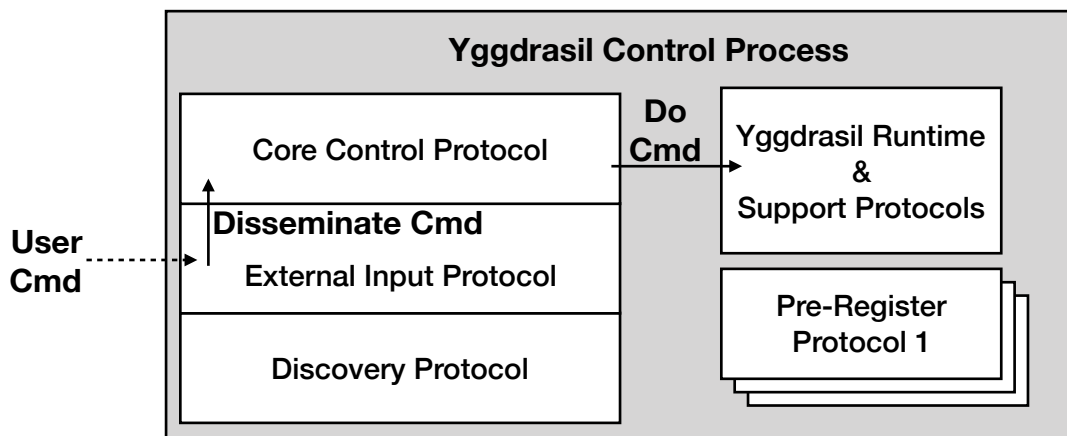 Yggdrasil Control Process
Core Control Protocol
Do
Cmd
Yggdrasil Runtime
&
Support Protocols
User
Cmd
Disseminate Cmd
External Input Protocol
Pre-Register
Protocol 1
Discovery Protocol